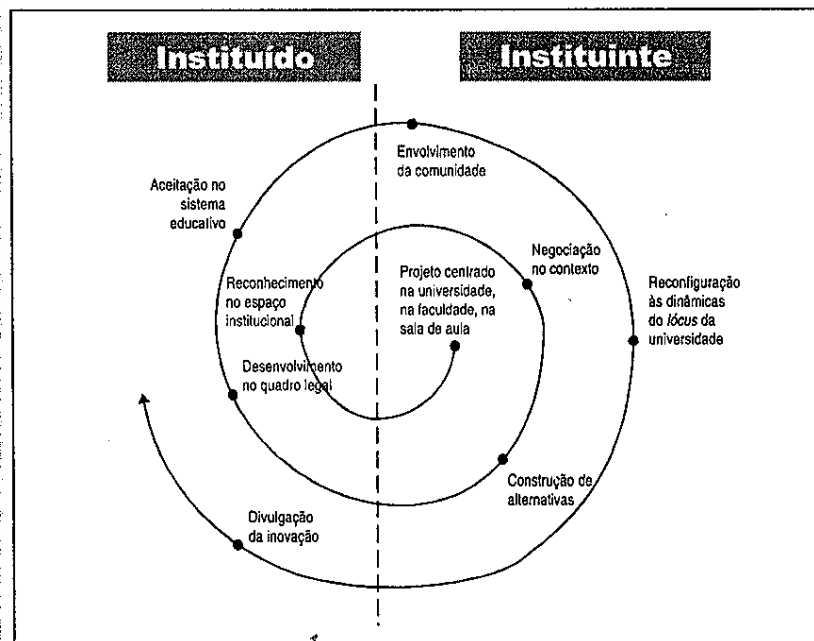 Instituído
Instituinte
Envolvimento
da comunidade
Aceitação no
sistema
educativo
Negociação
no contexto
Reconhecimento
no espaço
institucional
Projeto centrado
na universidade,
na faculdade, na
sala de aula
Reconfiguração
às dinâmicas
do lócus da
universidade
Desenvolvimento
no quadro legal
Construção de
alternativas
Divulgação
da inovação